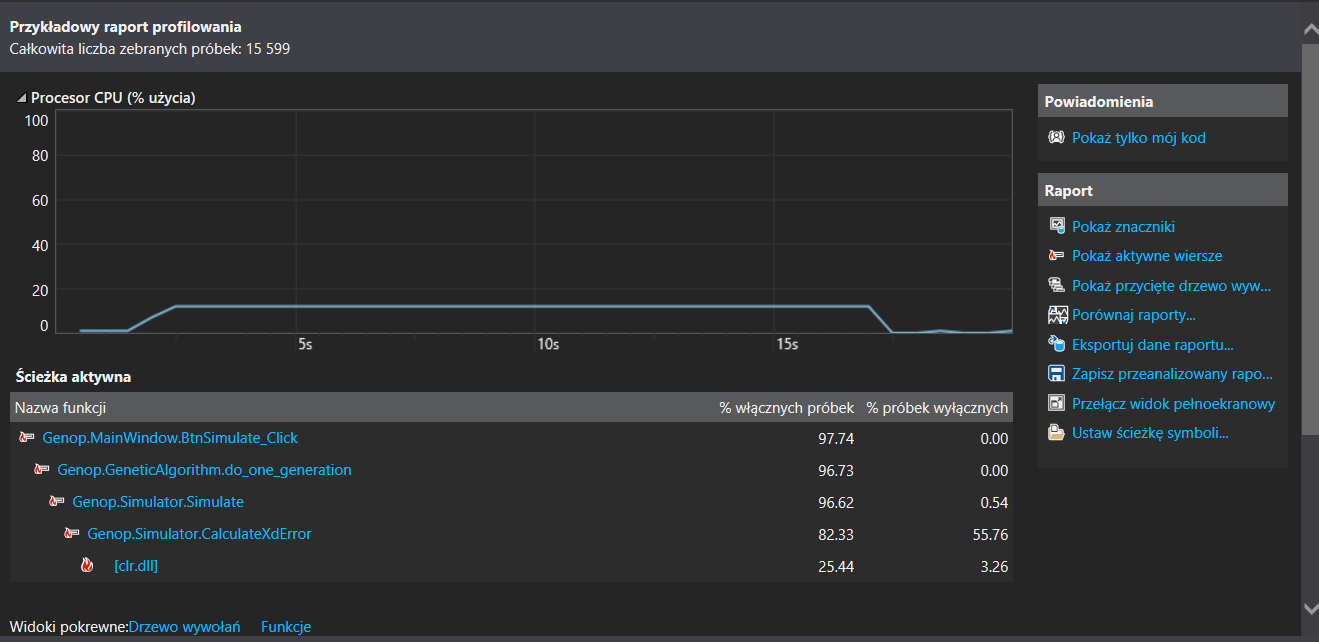 Przykładowy raport profilowania
Całkowita liczba zebranych próbek: 15 599
Procesor CPU (% użycia)
100
80
60
40
20
0
5s 10s 15s
Ścieżka aktywna
Nazwa funkcji % włącznych próbek % próbek wyłącznych
Genop.MainWindow.BtnSimulate_Click 97.74 0.00
Genop.GeneticAlgorithm.do_one_generation 96.73 0.00
Genop.Simulator.Simulate 96.62 0.54
Genop.Simulator.CalculateXdError 82.33 55.76
[clr.dll] 25.44 3.26
Widoki pokrewne:Drzewo wywołań Funkcje
Powiadomienia
Pokaż tylko mój kod
Raport
Pokaż znaczniki
Pokaż aktywne wiersze
Pokaż przycięte drzewo wyw...
Porównaj raporty...
Eksportuj dane raportu...
Zapisz przeanalizowany rapo...
Przełącz widok pełnoekranowy
Ustaw ścieżkę symboli...